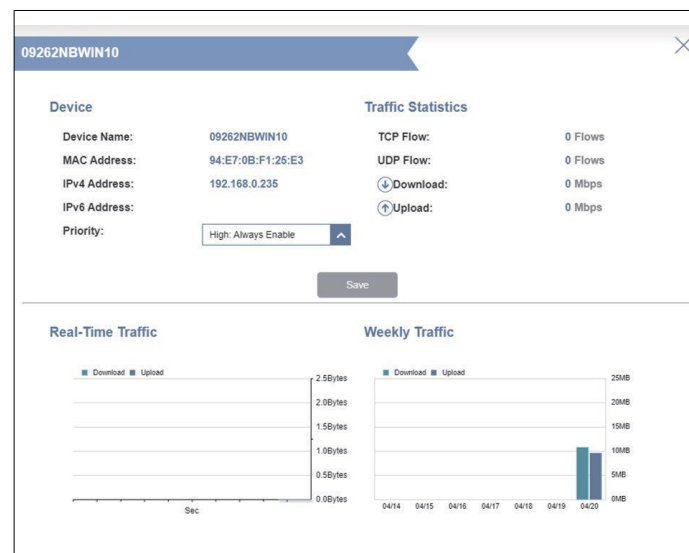 09262NBWIN10
Device
Device Name: 09262NBWIN10
MAC Address: 94:E7:0B:F1:25:E3
IPv4 Address: 192.168.0.235
IPv6 Address:
Priority: High: Always Enable
Traffic Statistics
TCP Flow: 0 Flows
UDP Flow: 0 Flows
Download: 0 Mbps
Upload: 0 Mbps
Save
Real-Time Traffic
Download Upload
2.5Bytes
2.0Bytes
1.5Bytes
1.0Bytes
0.5Bytes
0.0Bytes
Sec
Weekly Traffic
Download Upload
25MB
20MB
15MB
10MB
5MB
0MB
04/14 04/15 04/16 04/17 04/18 04/19 04/20